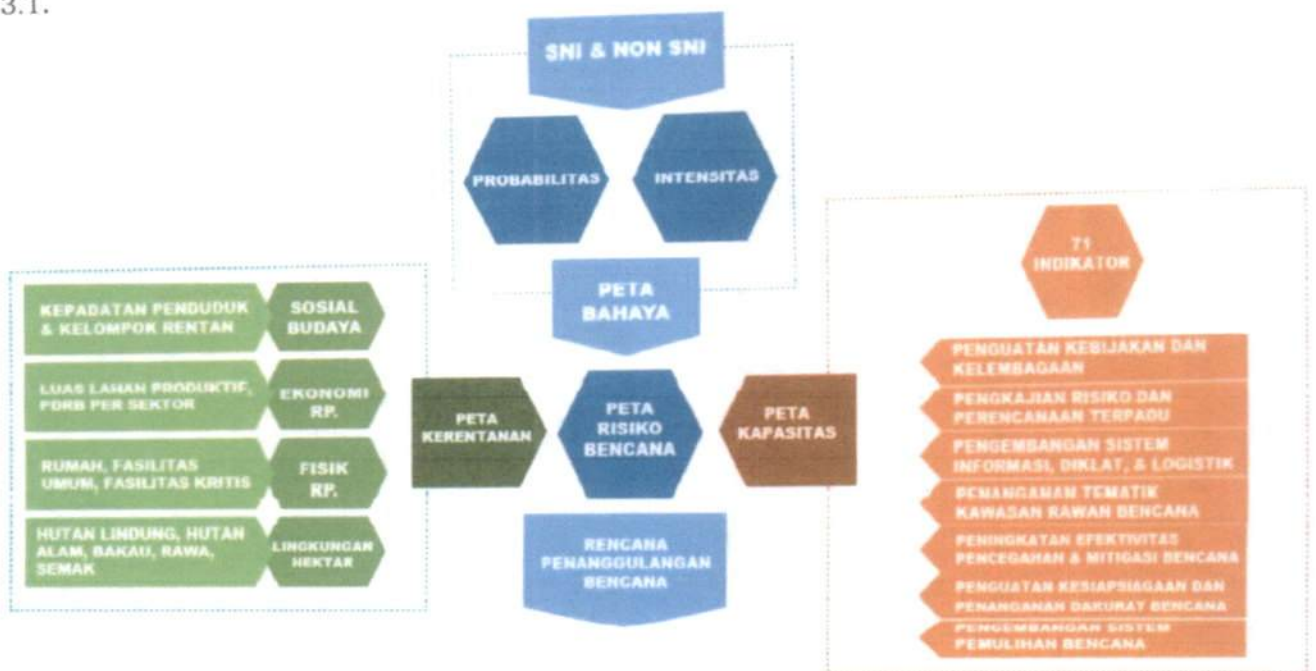 3.1.
SNI & NON SNI
PROBABILITAS
INTENSITAS
PETA
BAHAYA
71
INDIKATOR
KEPADATAN PENDUDUK
& KELOMPOK RENTAN
SOSIAL
BUDAYA
LUAS LAHAN PRODUKTIF,
PDRB PER SEKTOR
EKONOMI
RP.
RUMAH, FASILITAS
UMUM, FASILITAS KRITIS
FISIK
RP.
HUTAN LINDUNG, HUTAN
ALAM, BAKAU, RAWA,
SEMAK
LINGKUNGAN
HEKTAR
PETA
KERENTANAN
PETA
RISIKO
BENCANA
PETA
KAPASITAS
RENCANA
PENANGGULANGAN
BENCANA
PENGUATAN KEBIJAKAN DAN
KELEMBAGAAN
PENGKAJIAN RISIKO DAN
PERENCANAAN TERPADU
PENGEMBANGAN SISTEM
INFORMASI, DIKLAT, & LOGISTIK
PENANGANAN TEMATIK
KAWASAN RAWAN BENCANA
PENINGKATAN EFEKTIVITAS
PENCEGAHAN & MITIGASI BENCANA
PENGUATAN KESIAPSIAGAAN DAN
PENANGANAN DARURAT BENCANA
PENGEMBANGAN SISTEM
PEMULIHAN BENCANA